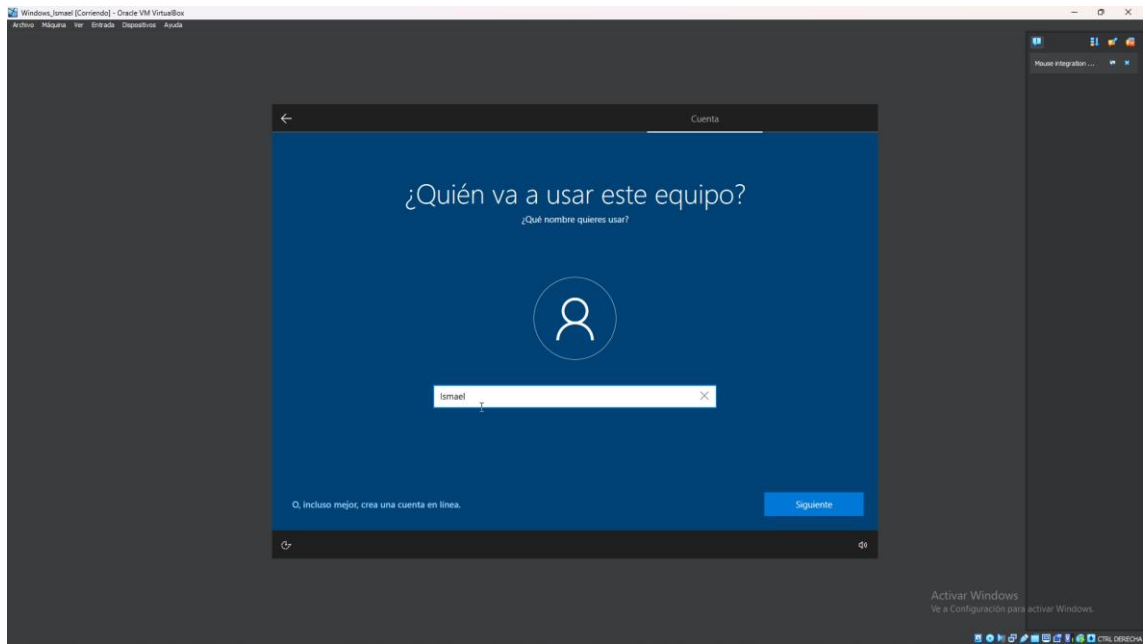 Windows_Ismael [Corriendo] - Oracle VM VirtualBox
Archivo Máquina Ver Entrada Dispositivos Ayuda
Mouse integration ...
Cuenta
¿Quién va a usar este equipo?
¿Qué nombre quieres usar?
Ismael
O, incluso mejor, crea una cuenta en línea.
Siguiente
Activar Windows
Ve a Configuración para activar Windows.
CTRL DERECHA